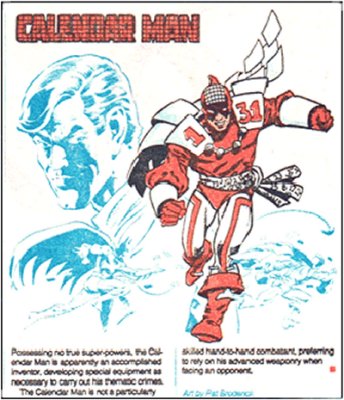 CALENDAR MAN
1
31
Possessing no true super-powers, the Cal-
endar Man is apparently an accomplished
inventor, developing special equipment as
necessary to carry out his thematic crimes.
The Calendar Man is not a particularly
skilled hand-to-hand combatant, preferring
to rely on his advanced weaponry when
facing an opponent.
Art by Pat Broderick